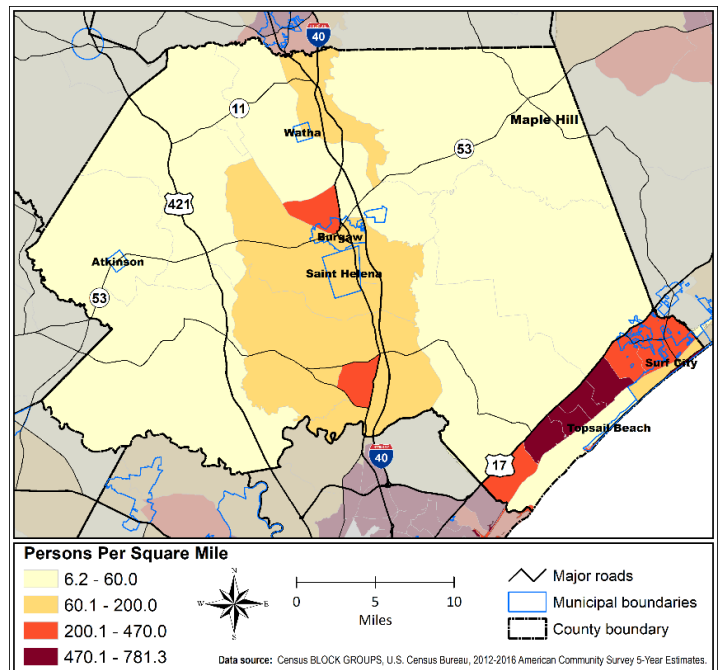 40
11
Watha
Maple Hill
53
421
Burgaw
Atkinson
Saint Helena
53
Surf City
Topsail Beach
17
40
Persons Per Square Mile
6.2 - 60.0
60.1 - 200.0
200.1 - 470.0
470.1 - 781.3
N
W
E
S
0
5
10
Miles
Major roads
Municipal boundaries
County boundary
Data source: Census BLOCK GROUPS, U.S. Census Bureau, 2012-2016 American Community Survey 5-Year Estimates.